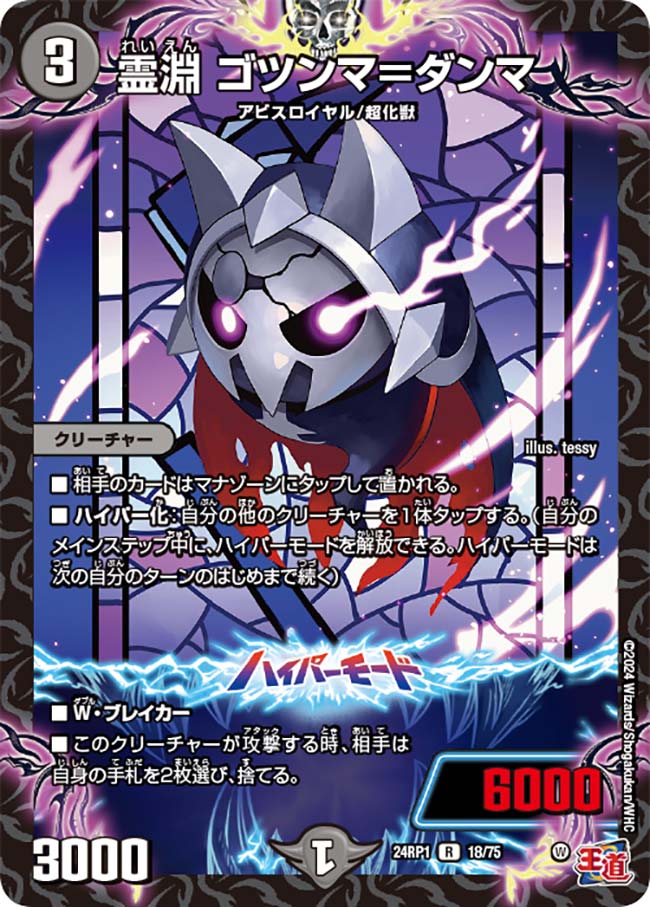 3
れいえん
霊淵 ゴツンマ=ダンマ
アビスロイヤル/超化獣
クリーチャー
illus. tessy
■ 相手のカードはマナゾーンにタップして置かれる。
■ ハイパー化:自分の他のクリーチャーを1体タップする。(自分の
メインステップ中に、ハイパーモードを解放できる。ハイパーモードは
次の自分のターンのはじめまで続く)
ハイパーモード
■ W・ブレイカー
■ このクリーチャーが攻撃する時、相手は
自身の手札を2枚選び、捨てる。
6000
3000
1
24RP1 R 18/75
W
王道
©2024 Wizards/Shogakukan/WHC